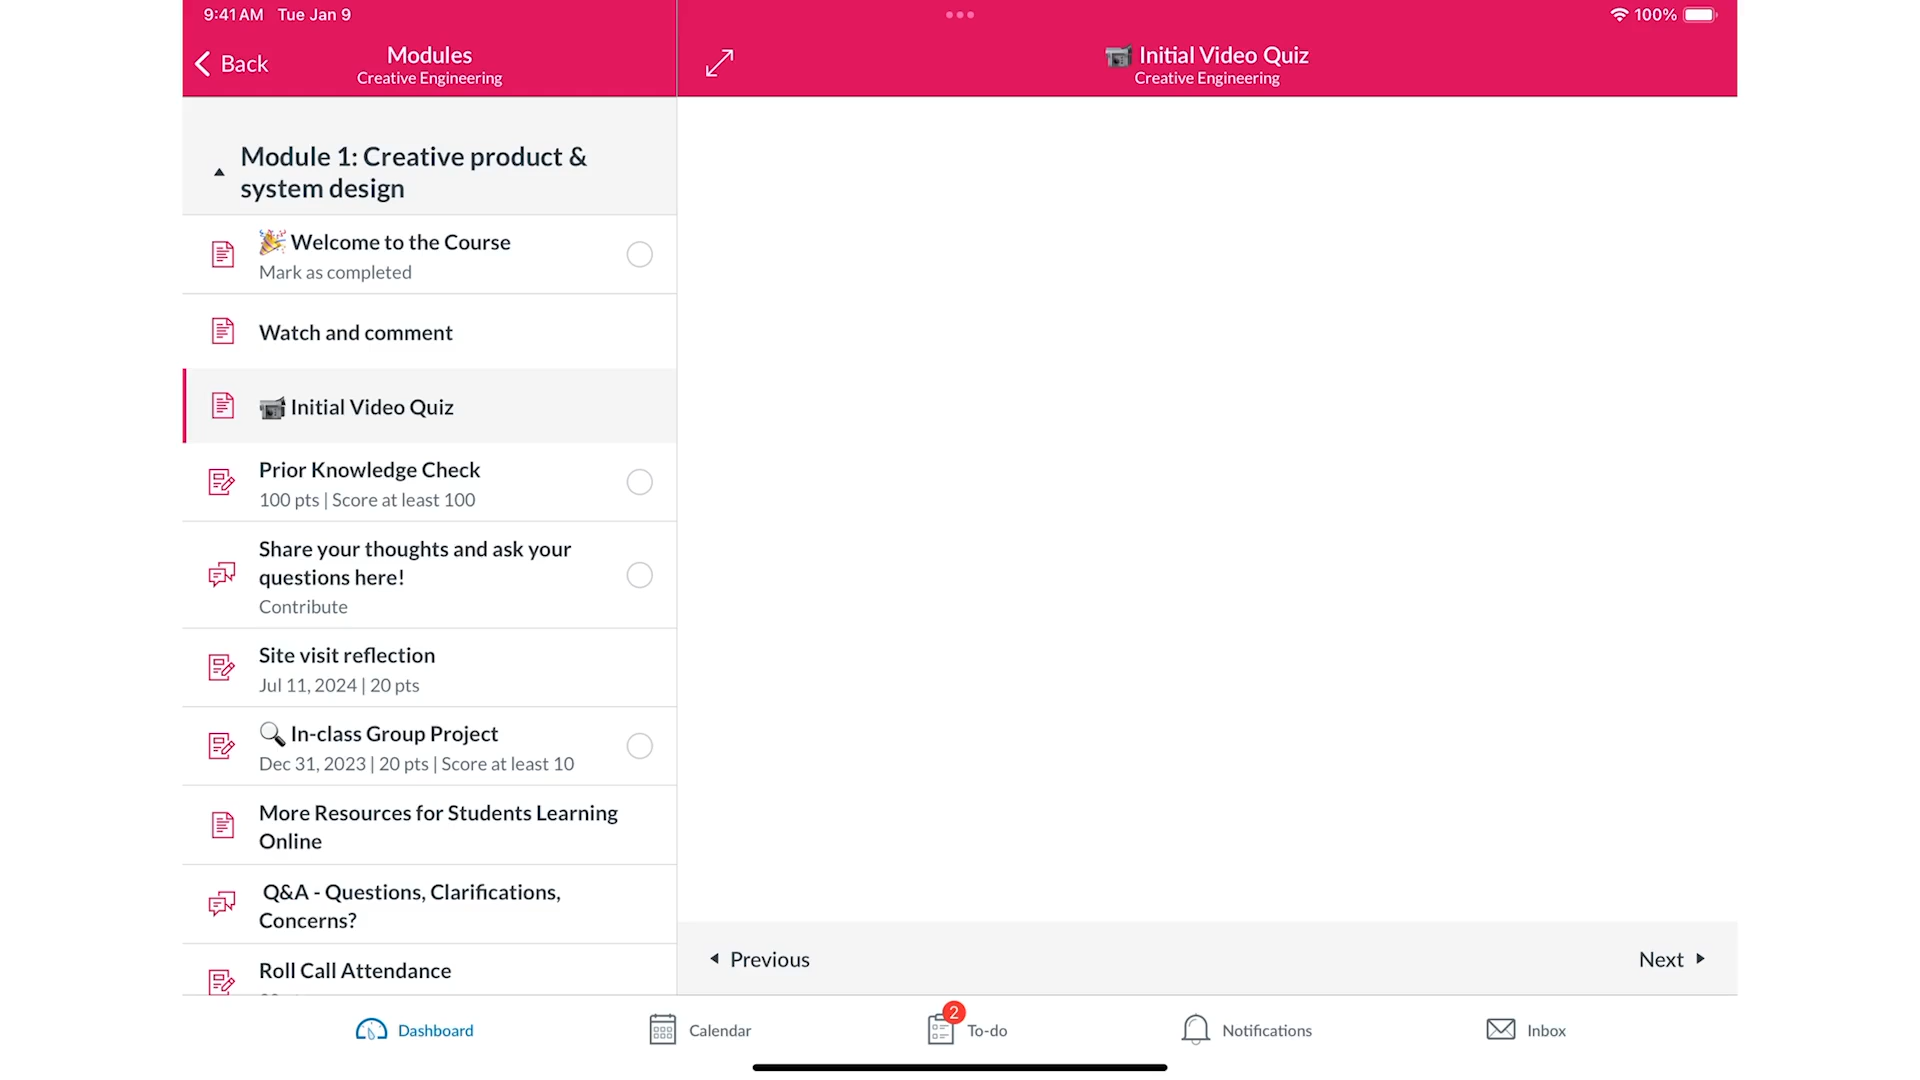 9:41 AM Tue Jan 9
100%
Back
Modules
Creative Engineering
Initial Video Quiz
Creative Engineering
Module 1: Creative product &
system design
Welcome to the Course
Mark as completed
Watch and comment
Initial Video Quiz
Prior Knowledge Check
100 pts | Score at least 100
Share your thoughts and ask your
questions here!
Contribute
Site visit reflection
Jul 11, 2024 | 20 pts
In-class Group Project
Dec 31, 2023 | 20 pts | Score at least 10
More Resources for Students Learning
Online
Q&A - Questions, Clarifications,
Concerns?
Roll Call Attendance
Previous
Next
Dashboard
Calendar
2
To-do
Notifications
Inbox